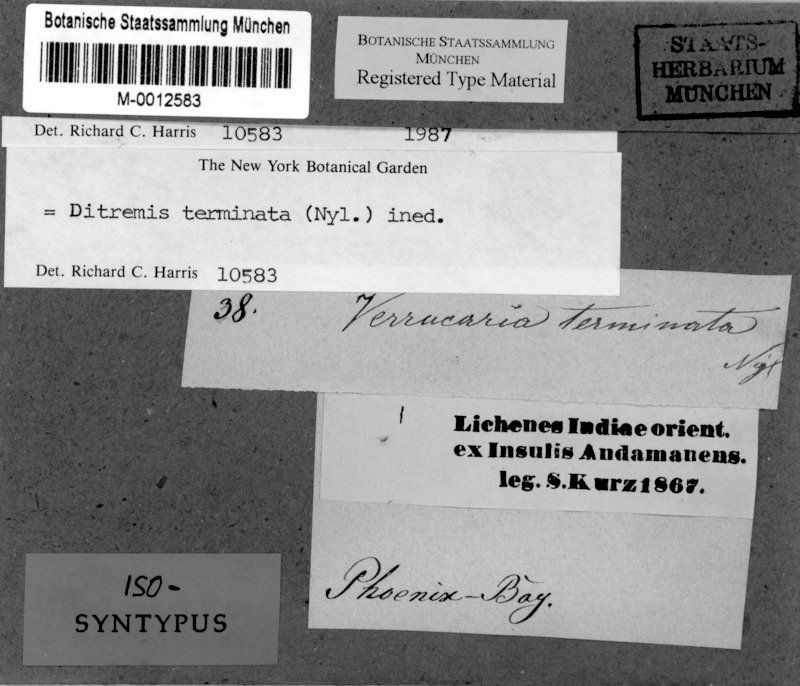 Botanische Staatssammlung München
M-0012583
BOTANISCHE STAATSSAMMLUNG
MÜNCHEN
Registered Type Material
STAATS-
HERBARIUM
MÜNCHEN
Det. Richard C. Harris 10583 1987
The New York Botanical Garden
= Ditremis terminata (Nyl.) ined.
Det. Richard C. Harris 10583
38. Verrucaria terminata
Nyl
Lichenes Indiae orient.
ex Insulis Andamanens.
leg. S. Kurz 1867.
Phoenix-Bay.
ISO-
SYNTYPUS